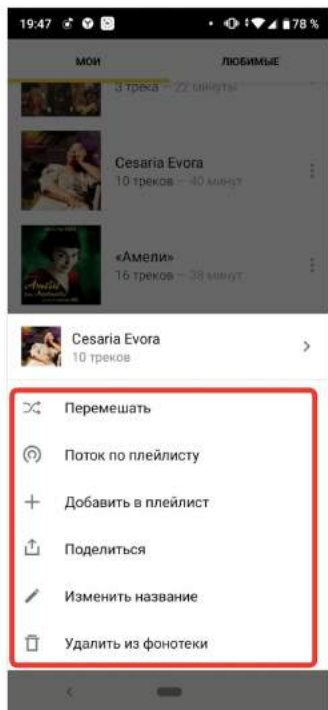 19:47
78 %
МОИ
ЛЮБИМЫЕ
3 трека — 22 минуты
Cesaria Evora
10 треков — 40 минут
«Амели»
16 треков — 38 минут
Cesaria Evora
10 треков
Перемешать
Поток по плейлисту
Добавить в плейлист
Поделиться
Изменить название
Удалить из фонотеки